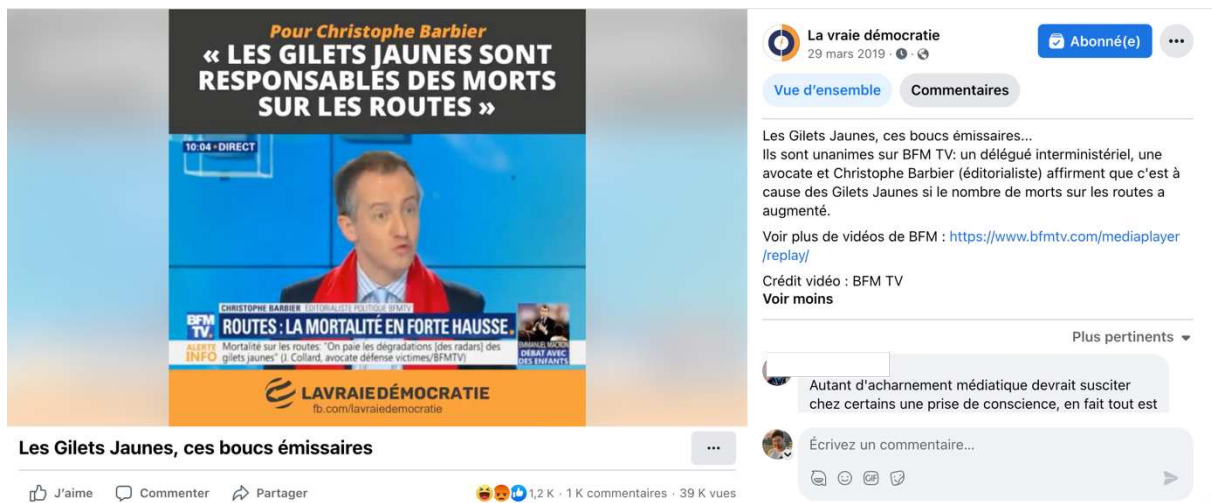 Pour Christophe Barbier
« LES GILETS JAUNES SONT
RESPONSABLES DES MORTS
SUR LES ROUTES »
10:04 • DIRECT
CHRISTOPHE BARBIER EDITORIALISTE POLITIQUE BFMTV
BFM
TV.
ROUTES : LA MORTALITÉ EN FORTE HAUSSE
ALERTE
INFO
Mortalité sur les routes: "On paie les dégradations [des radars] des
gilets jaunes" (J. Collard, avocate défense victimes/BFMTV)
EMMANUEL MACRON
DÉBAT AVEC
DES ENFANTS
LAVRAIEDÉMOCRATIE
fb.com/lavraiedemocratie
Les Gilets Jaunes, ces boucs émissaires
...
J'aime
Commenter
Partager
1,2 K · 1 K commentaires · 39 K vues
La vraie démocratie
29 mars 2019
Abonné(e)
...
Vue d'ensemble
Commentaires
Les Gilets Jaunes, ces boucs émissaires...
Ils sont unanimes sur BFM TV: un délégué interministériel, une
avocate et Christophe Barbier (éditorialiste) affirment que c'est à
cause des Gilets Jaunes si le nombre de morts sur les routes a
augmenté.
Voir plus de vidéos de BFM : https://www.bfmtv.com/mediaplayer
/replay/
Crédit vidéo : BFM TV
Voir moins
Plus pertinents
Autant d'acharnement médiatique devrait susciter
chez certains une prise de conscience, en fait tout est
Écrivez un commentaire...
GIF